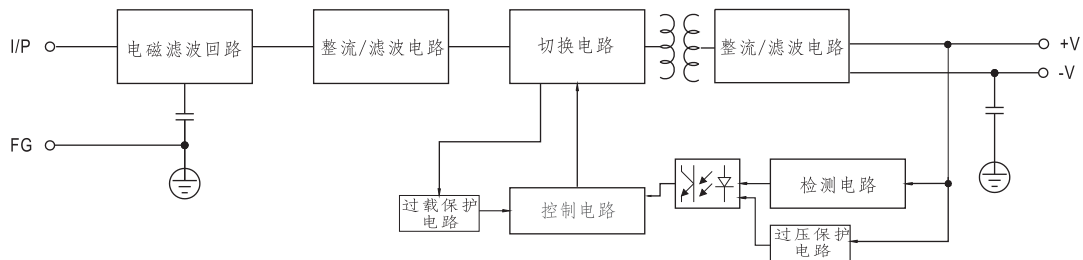 I/P
电磁滤波回路
整流/滤波电路
切换电路
整流/滤波电路
+V
-V
FG
过载保护
电路
控制电路
检测电路
过压保护
电路